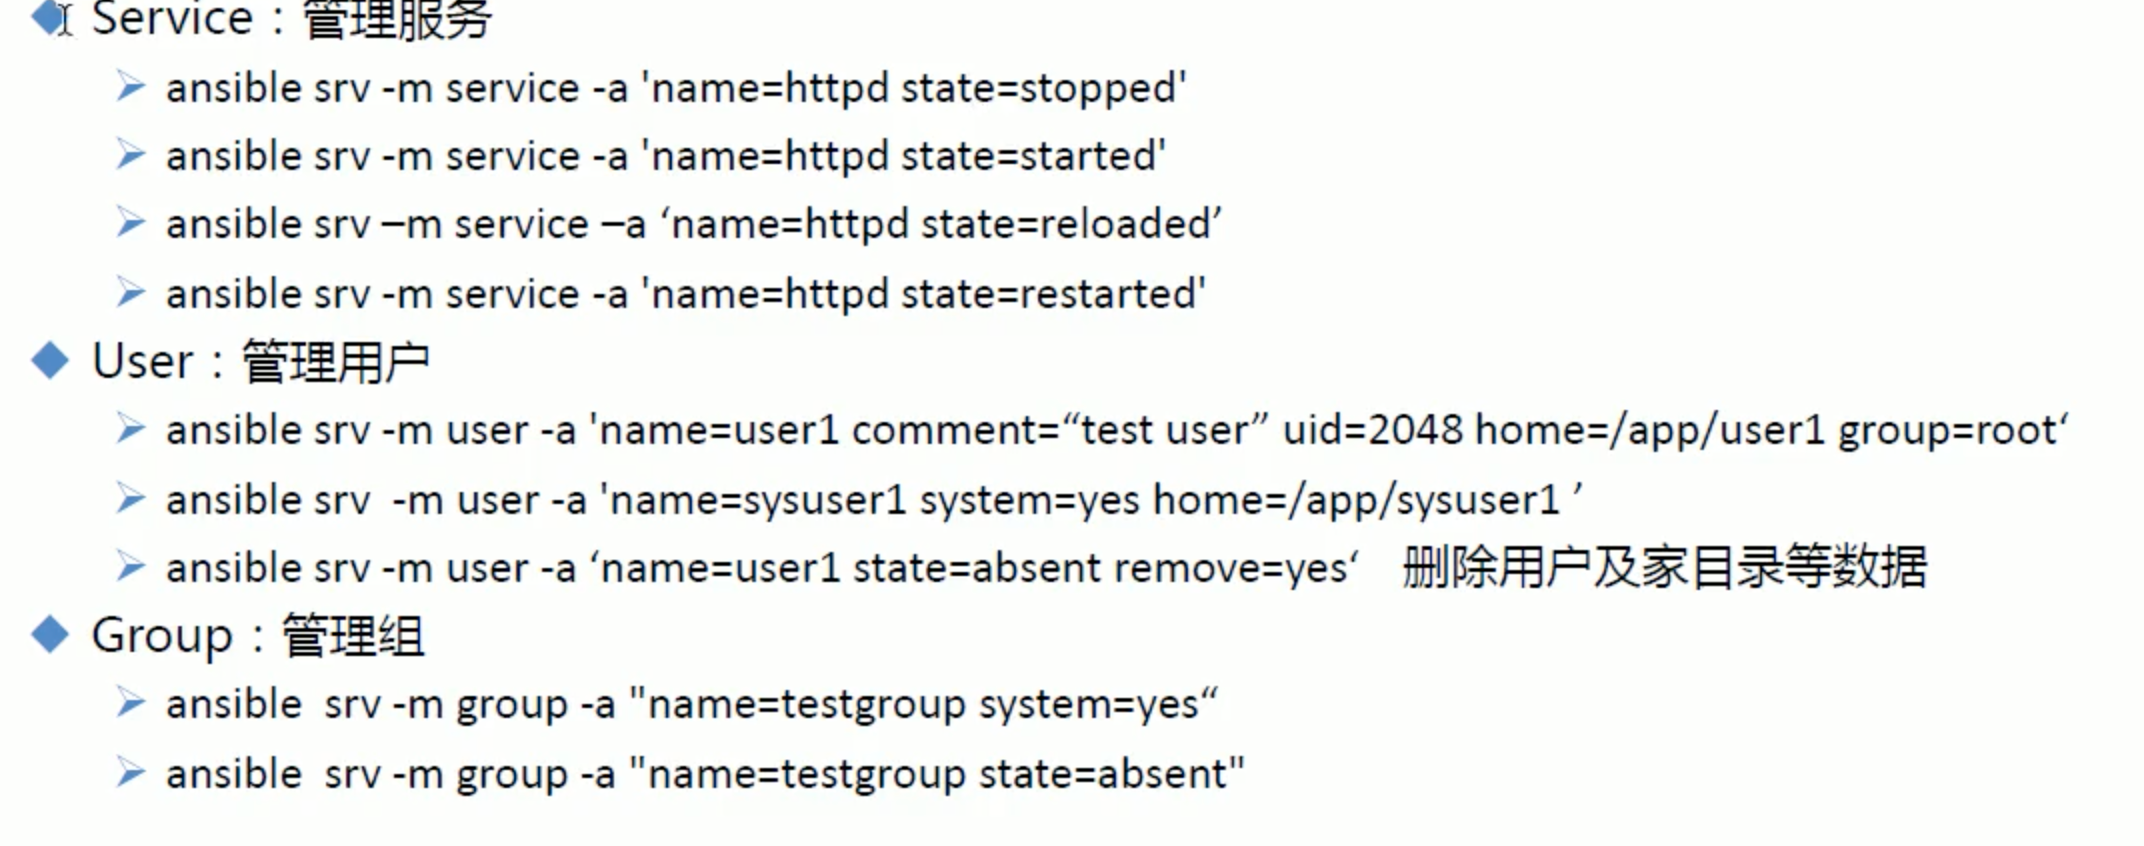 Service：管理服务
ansible srv -m service -a 'name=httpd state=stopped'
ansible srv -m service -a 'name=httpd state=started'
ansible srv –m service –a ‘name=httpd state=reloaded’
ansible srv -m service -a 'name=httpd state=restarted'
User：管理用户
ansible srv -m user -a 'name=user1 comment=“test user” uid=2048 home=/app/user1 group=root‘
ansible srv  -m user -a 'name=sysuser1 system=yes home=/app/sysuser1 ’
ansible srv -m user -a ‘name=user1 state=absent remove=yes‘ 删除用户及家目录等数据
Group：管理组
ansible  srv -m group -a "name=testgroup system=yes“
ansible  srv -m group -a "name=testgroup state=absent"